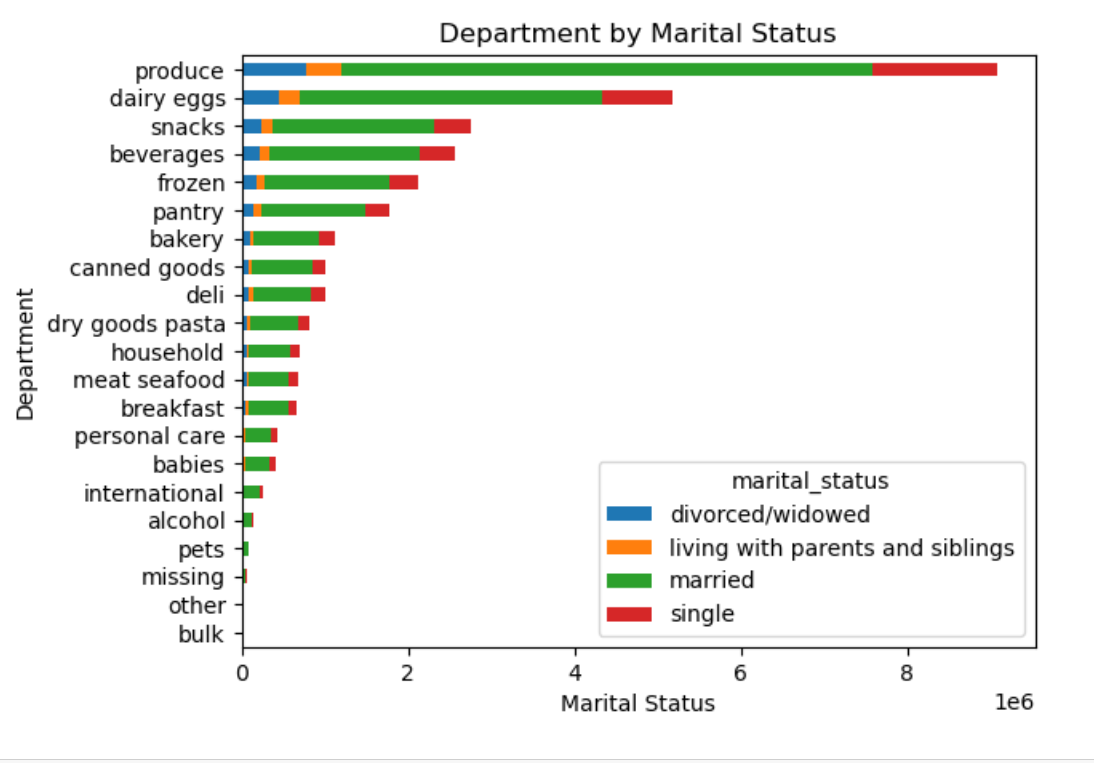 Department by Marital Status
produce
dairy eggs
snacks
beverages
frozen
pantry
bakery
canned goods
deli
dry goods pasta
household
meat seafood
breakfast
personal care
babies
international
alcohol
pets
missing
other
bulk
Department
marital_status
divorced/widowed
living with parents and siblings
married
single
0 2 4 6 8
Marital Status
1e6